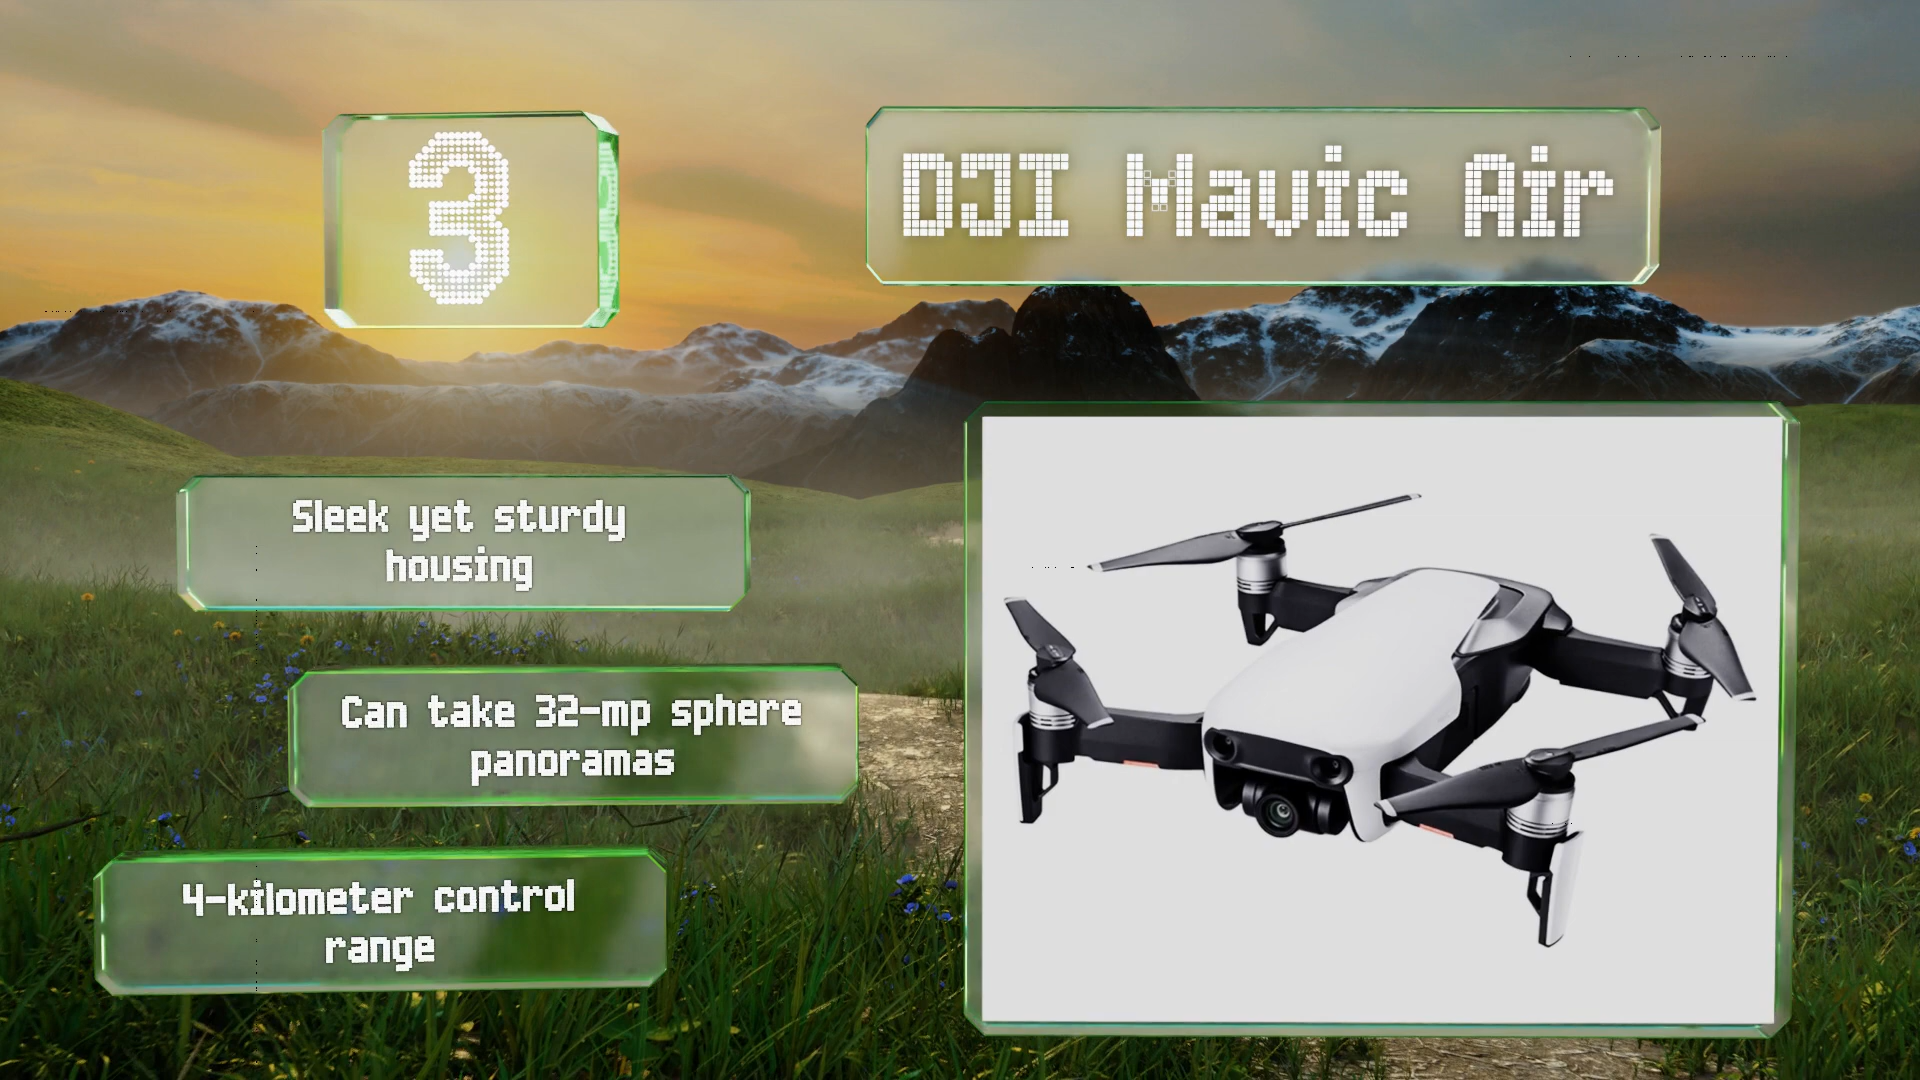 3
DJI Mavic Air
Sleek yet sturdy
housing
Can take 32-mp sphere
panoramas
4-kilometer control
range